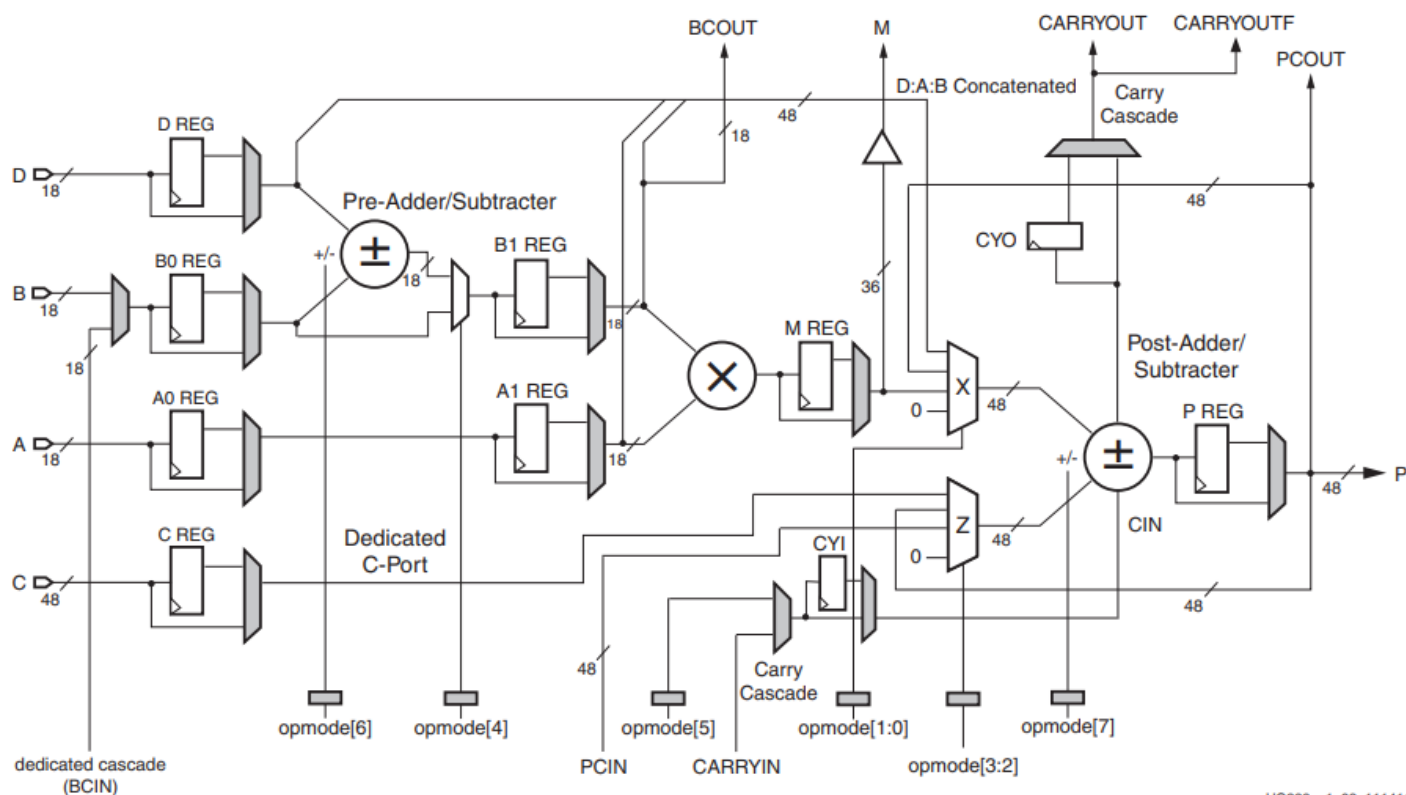 BCOUT
M
CARRYOUT
CARRYOUTF
PCOUT
D:A:B Concatenated
Carry
Cascade
48
18
D REG
D
18
48
Pre-Adder/Subtracter
+/-
±
18
B0 REG
B
18
18
B1 REG
18
CYO
36
M REG
×
X
0
48
Post-Adder/
Subtracter
P REG
+/-
±
48
P
A0 REG
A
18
A1 REG
18
Z
0
48
CIN
C REG
C
48
Dedicated
C-Port
CYI
48
48
Carry
Cascade
opmode[6]
opmode[4]
opmode[5]
opmode[1:0]
opmode[7]
dedicated cascade
(BCIN)
PCIN
CARRYIN
opmode[3:2]